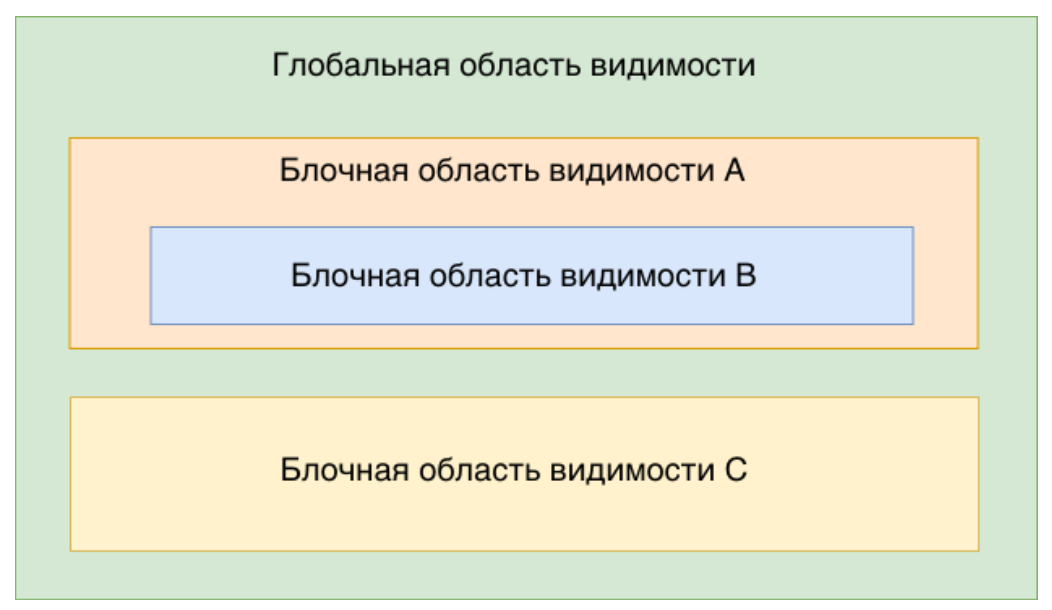 Глобальная область видимости
Блочная область видимости A
Блочная область видимости B
Блочная область видимости C